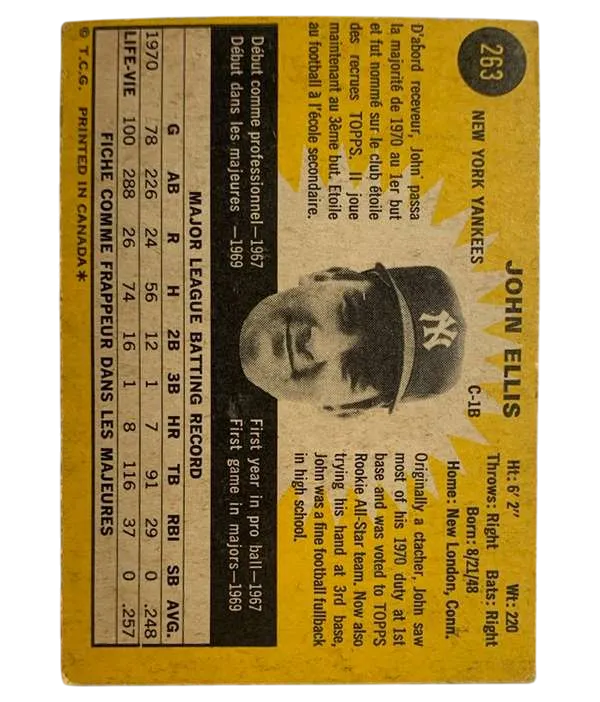 263
JOHN ELLIS
NEW YORK YANKEES
C-1B
Ht: 6' 2" Wt: 220
Throws: Right Bats: Right
Born: 8/21/48
Home: New London, Conn.
D'abord receveur, John passa
la majorité de 1970 au 1er but
et fut nommé sur le club étoile
des recrues TOPPS. Il joue
maintenant au 3ème but. Etoile
au football à l'école secondaire.
NY
Originally a ctacher, John saw
most of his 1970 duty at 1st
base and was voted to TOPPS
Rookie All-Star team. Now also
trying his hand at 3rd base,
John was a fine football fullback
in high school.
Début comme professionnel—1967
Début dans les majeures —1969
First year in pro ball—1967
First game in majors—1969
MAJOR LEAGUE BATTING RECORD
G AB R H 2B 3B HR TB RBI SB AVG.
1970 78 226 24 56 12 1 7 91 29 0 .248
LIFE-VIE 100 288 26 74 16 1 8 116 37 0 .257
FICHE COMME FRAPPEUR DANS LES MAJEURES
© T.C.G. PRINTED IN CANADA*